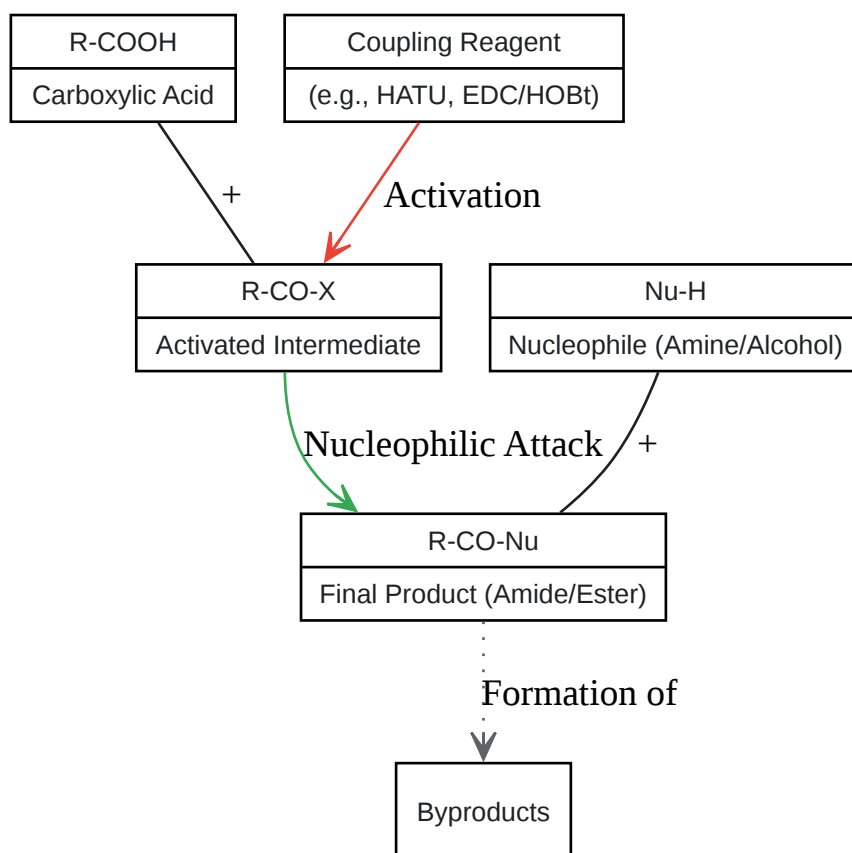 R-COOH
Coupling Reagent
Carboxylic Acid
(e.g., HATU, EDC/HOBt)
+
Activation
R-CO-X
Nu-H
Activated Intermediate
Nucleophile (Amine/Alcohol)
Nucleophilic Attack
+
R-CO-Nu
Final Product (Amide/Ester)
Formation of
Byproducts